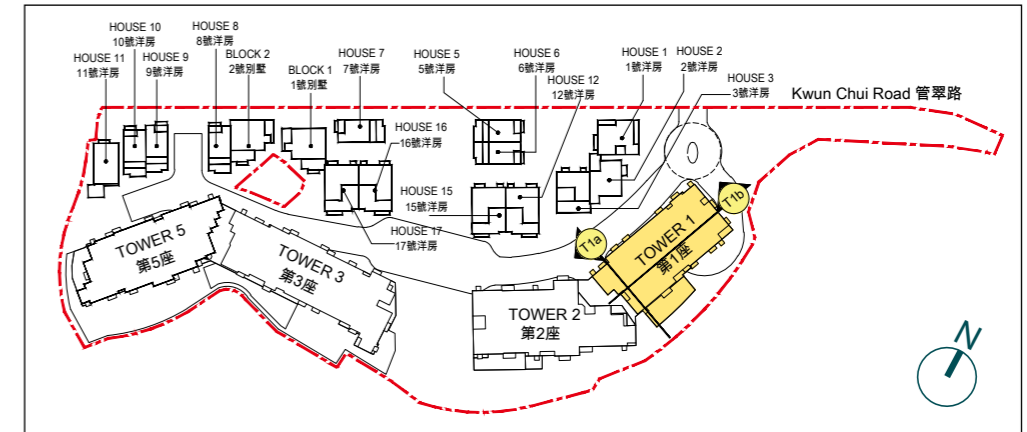 HOUSE 10
10號洋房
HOUSE 8
8號洋房
HOUSE 11
11號洋房
HOUSE 9
9號洋房
BLOCK 2
2號別墅
BLOCK 1
1號別墅
HOUSE 7
7號洋房
HOUSE 5
5號洋房
HOUSE 6
6號洋房
HOUSE 12
12號洋房
HOUSE 1
1號洋房
HOUSE 2
2號洋房
HOUSE 3
3號洋房
Kwun Chui Road 管翠路
HOUSE 16
16號洋房
HOUSE 15
15號洋房
HOUSE 17
17號洋房
TOWER 5
第5座
TOWER 3
第3座
TOWER 2
第2座
TOWER 1
第1座
T1a
T1b
N